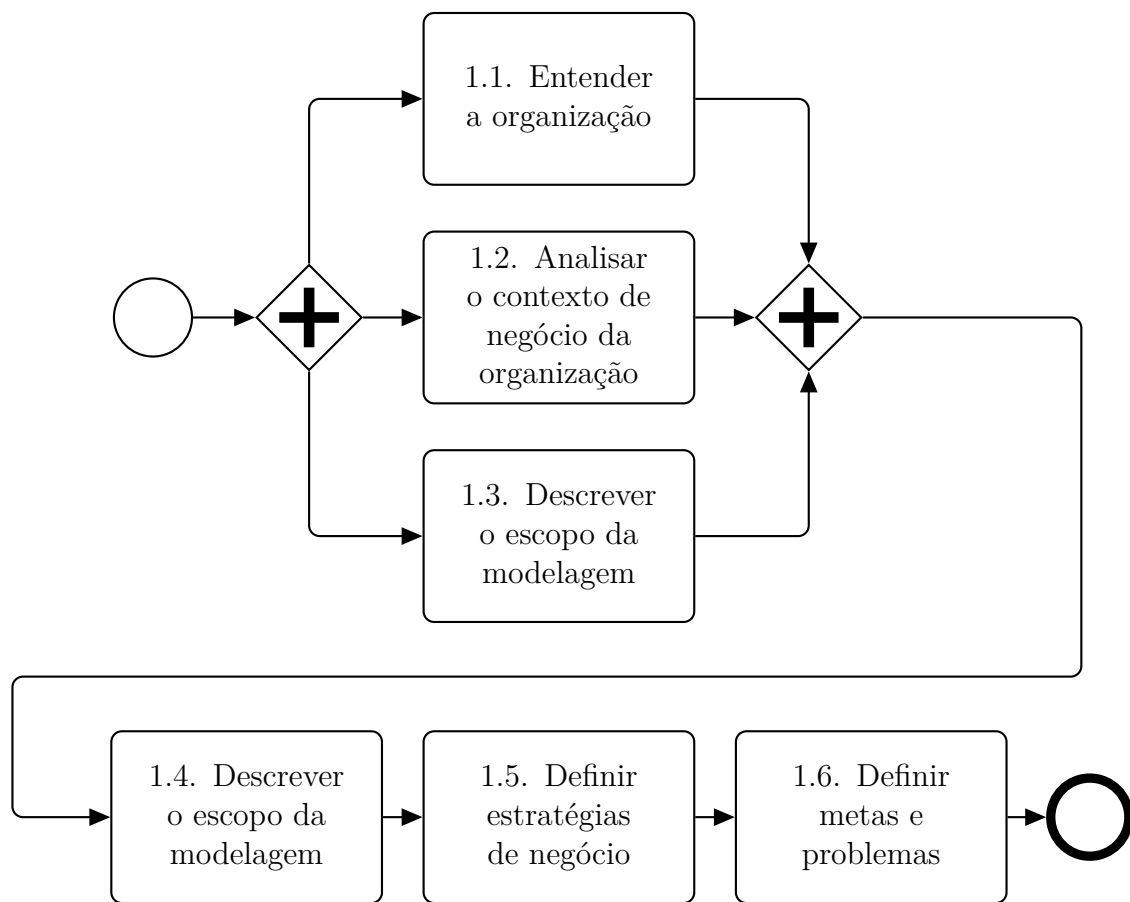 1.1. Entender
a organização
1.2. Analisar
o contexto de
negócio da
organização
1.3. Descrever
o escopo da
modelagem
1.4. Descrever
o escopo da
modelagem
1.5. Definir
estratégias
de negócio
1.6. Definir
metas e
problemas